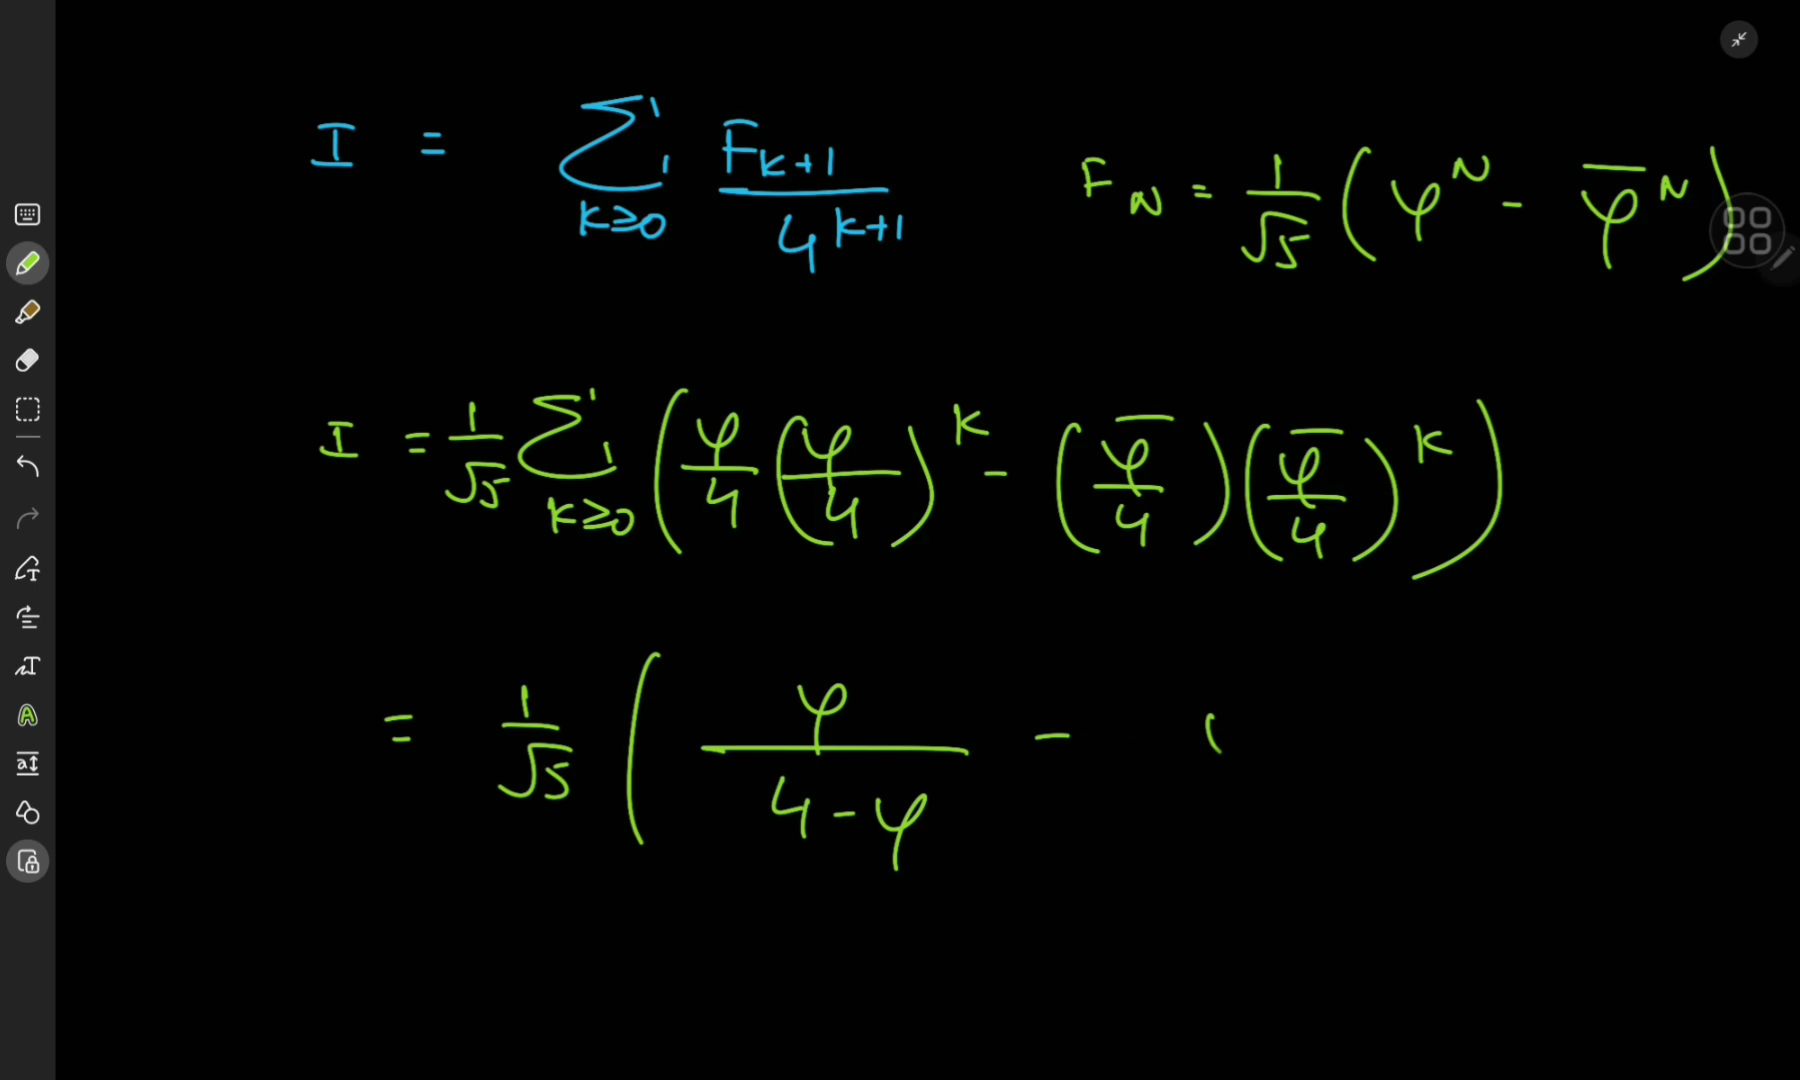 I = ∑_{k≥0} F_{k+1} / 4^{k+1}    F_N = 1/√5 (φ^N - φ̅^N)
I = 1/√5 ∑_{k≥0} (φ/4 (φ/4)^k - (φ̅/4)(φ̅/4)^k)
= 1/√5 ( φ/(4-φ) - (